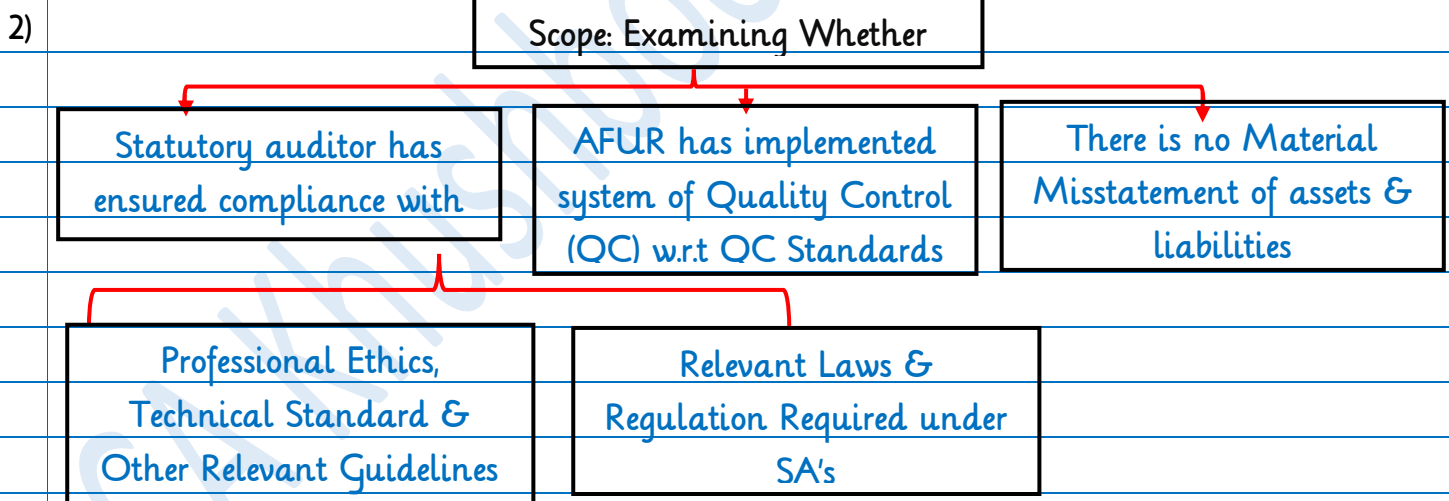 2)
Scope: Examining Whether
Statutory auditor has
ensured compliance with
AFUR has implemented
system of Quality Control
(QC) w.r.t QC Standards
There is no Material
Misstatement of assets &
liabilities
Professional Ethics,
Technical Standard &
Other Relevant Guidelines
Relevant Laws &
Regulation Required under
SA's
CA Khushboo